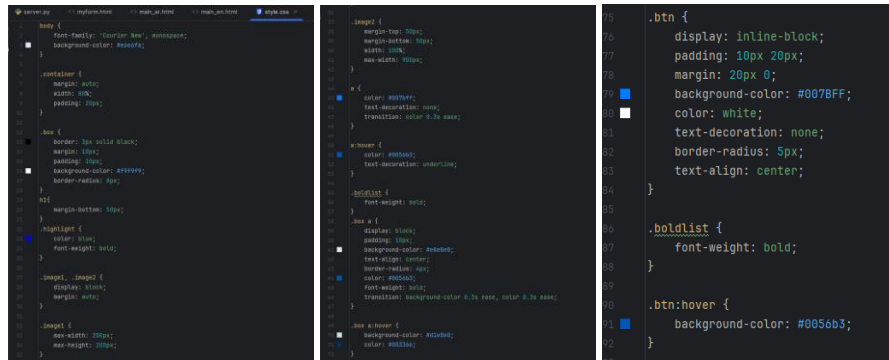 server.py myform.html main_ar.html main_en.html style.css
body {
font-family: 'Courier New', monospace;
background-color: #e6e6fa;
}
.container {
margin: auto;
width: 80%;
padding: 20px;
}
.box {
border: 2px solid black;
margin: 10px;
padding: 10px;
background-color: #f9f9f9;
border-radius: 8px;
}
h1{
margin-bottom: 50px;
}
.highlight {
color: blue;
font-weight: bold;
}
.image1, .image2 {
display: block;
margin: auto;
}
.image1 {
max-width: 200px;
max-height: 200px;
}
.image2 {
margin-top: 50px;
margin-bottom: 50px;
width: 100%;
max-width: 900px;
}
a {
color: #007bff;
text-decoration: none;
transition: color 0.3s ease;
}
a:hover {
color: #0056b3;
text-decoration: underline;
}
.boldlist {
font-weight: bold;
}
.box a {
display: block;
padding: 10px;
background-color: #e8e8e8;
text-align: center;
border-radius: 4px;
color: #0056b3;
font-weight: bold;
transition: background-color 0.3s ease, color 0.3s ease;
}
.box a:hover {
background-color: #d1e0e0;
color: #003366;
}
75 .btn {
76 display: inline-block;
77 padding: 10px 20px;
78 margin: 20px 0;
79 background-color: #007BFF;
80 color: white;
81 text-decoration: none;
82 border-radius: 5px;
83 text-align: center;
84 }
85
86 .boldlist {
87 font-weight: bold;
88 }
89
90 .btn:hover {
91 background-color: #0056b3;
92 }